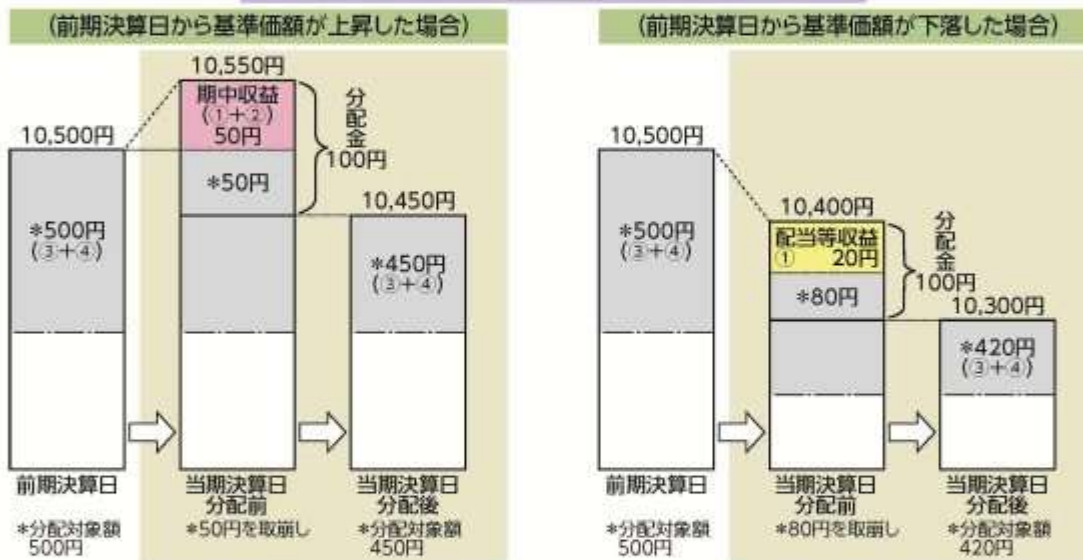 (前期決算日から基準価額が上昇した場合)
10,500円
*500円
(③+④)
10,550円
期中収益
(①+②)
50円
*50円
分配金
100円
10,450円
*450円
(③+④)
前期決算日
当期決算日
分配前
当期決算日
分配後
*分配対象額
500円
*50円を取崩し
*分配対象額
450円
(前期決算日から基準価額が下落した場合)
10,500円
*500円
(③+④)
10,400円
配当等収益
① 20円
*80円
分配金
100円
10,300円
*420円
(③+④)
前期決算日
当期決算日
分配前
当期決算日
分配後
*分配対象額
500円
*80円を取崩し
*分配対象額
420円